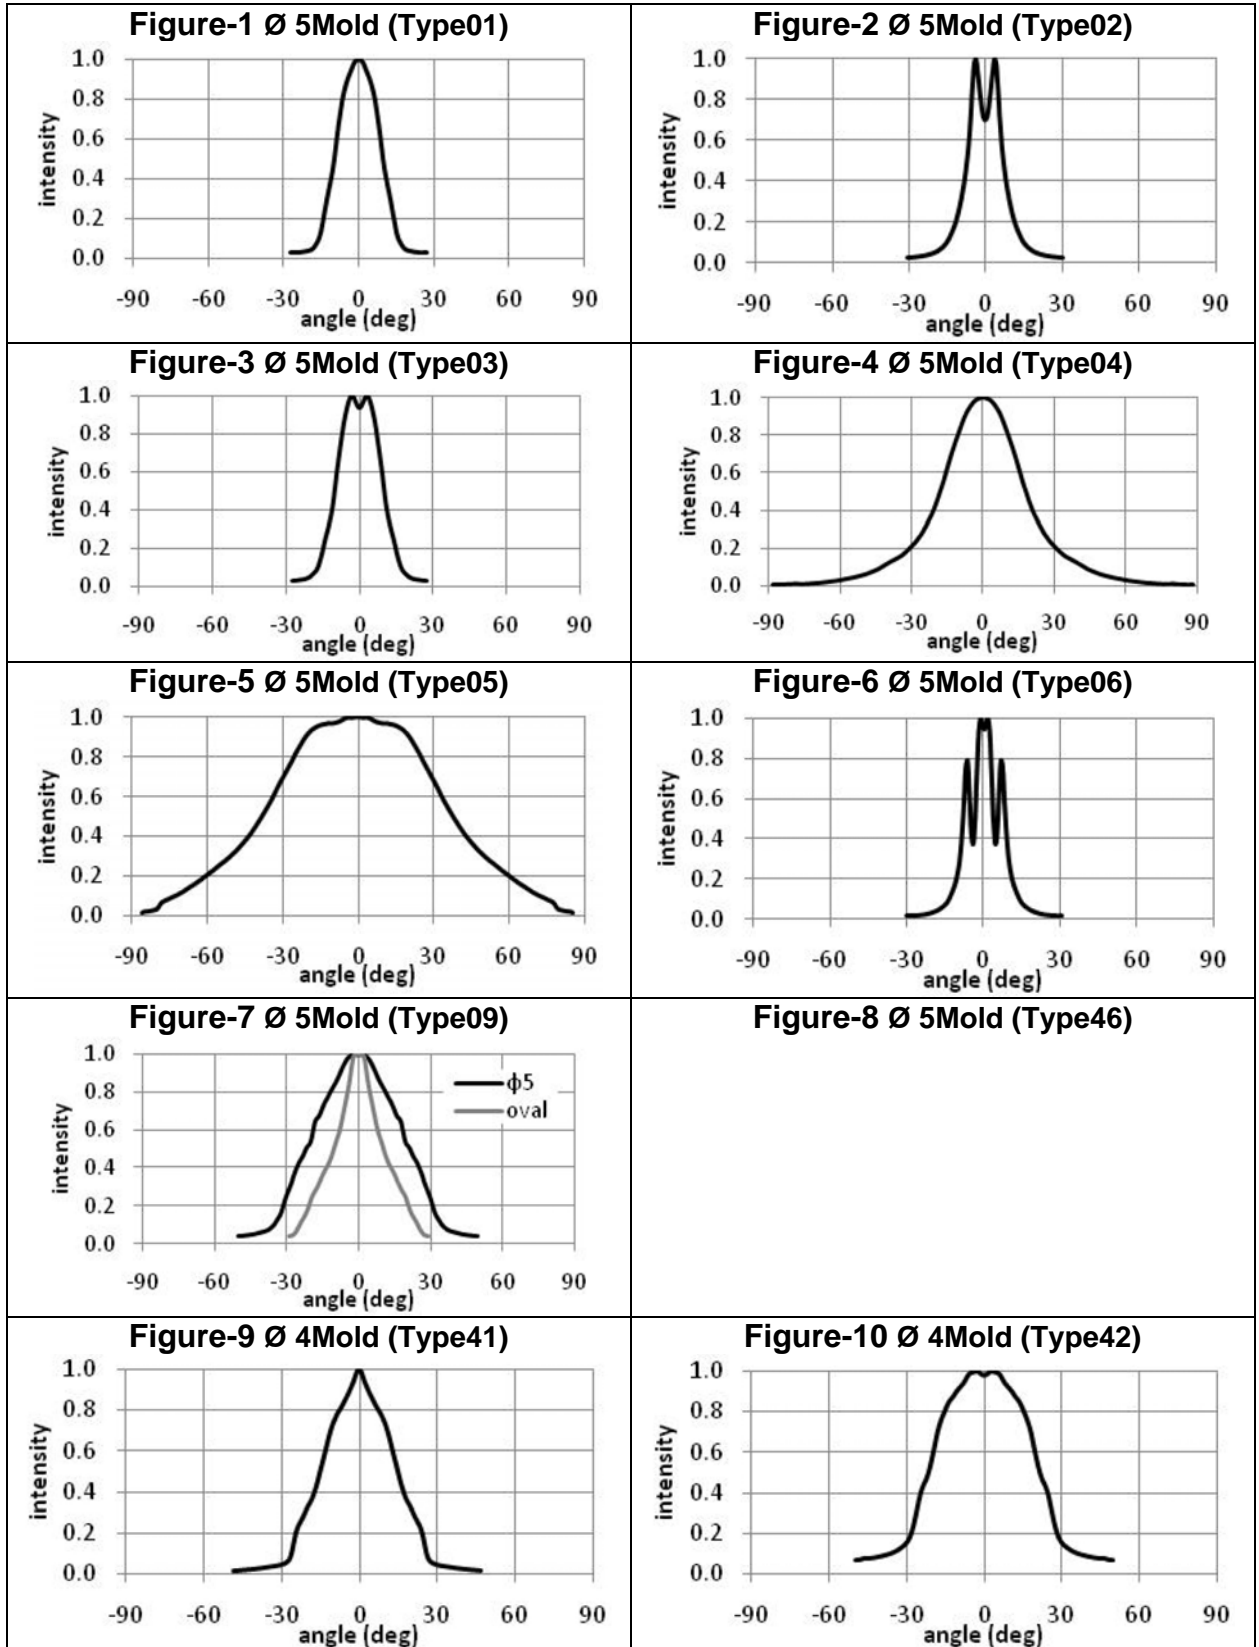 Figure-1 Ø 5Mold (Type01)
1.0
0.8
0.6
0.4
0.2
0.0
intensity
-90 -60 -30 0 30 60 90
angle (deg)
Figure-2 Ø 5Mold (Type02)
1.0
0.8
0.6
0.4
0.2
0.0
intensity
-90 -60 -30 0 30 60 90
angle (deg)
Figure-3 Ø 5Mold (Type03)
1.0
0.8
0.6
0.4
0.2
0.0
intensity
-90 -60 -30 0 30 60 90
angle (deg)
Figure-4 Ø 5Mold (Type04)
1.0
0.8
0.6
0.4
0.2
0.0
intensity
-90 -60 -30 0 30 60 90
angle (deg)
Figure-5 Ø 5Mold (Type05)
1.0
0.8
0.6
0.4
0.2
0.0
intensity
-90 -60 -30 0 30 60 90
angle (deg)
Figure-6 Ø 5Mold (Type06)
1.0
0.8
0.6
0.4
0.2
0.0
intensity
-90 -60 -30 0 30 60 90
angle (deg)
Figure-7 Ø 5Mold (Type09)
1.0
0.8
0.6
0.4
0.2
0.0
intensity
ϕ5
oval
-90 -60 -30 0 30 60 90
angle (deg)
Figure-8 Ø 5Mold (Type46)
Figure-9 Ø 4Mold (Type41)
1.0
0.8
0.6
0.4
0.2
0.0
intensity
-90 -60 -30 0 30 60 90
angle (deg)
Figure-10 Ø 4Mold (Type42)
1.0
0.8
0.6
0.4
0.2
0.0
intensity
-90 -60 -30 0 30 60 90
angle (deg)